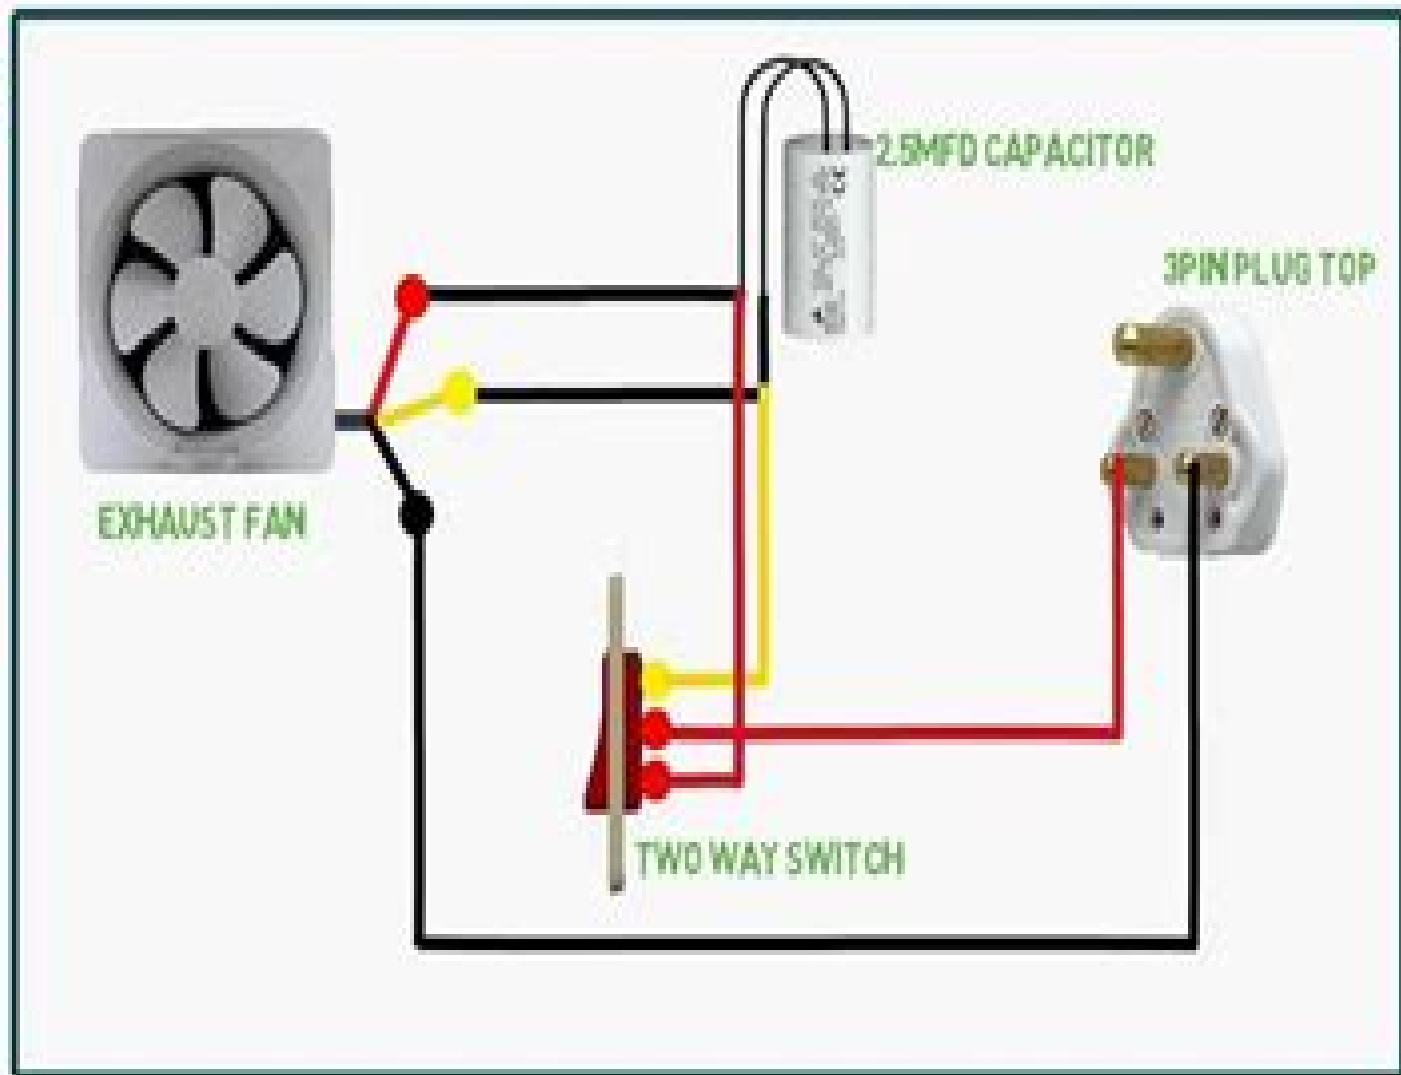 2.5MFD CAPACITOR
3PIN PLUG TOP
EXHAUST FAN
TWO WAY SWITCH